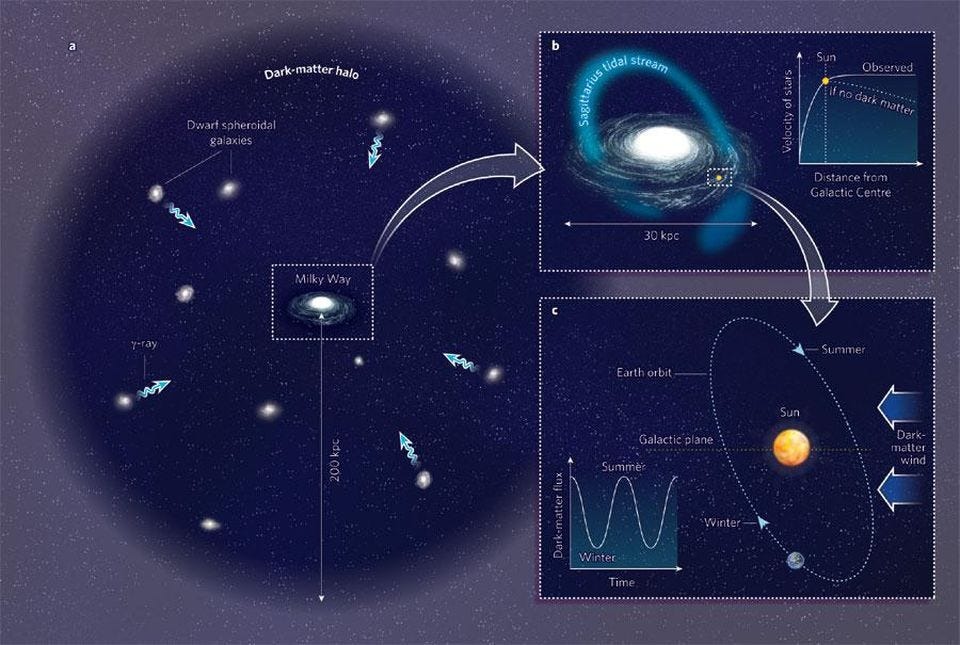 a
Dark-matter halo
Dwarf spheroidal
galaxies
Milky Way
γ-ray
200 kpc
b
Sagittarius tidal stream
30 kpc
Velocity of stars
Sun
Observed
If no dark matter
Distance from
Galactic Centre
c
Summer
Earth orbit
Sun
Galactic plane
Dark-
matter
wind
Winter
Dark-matter flux
Summer
Winter
Time